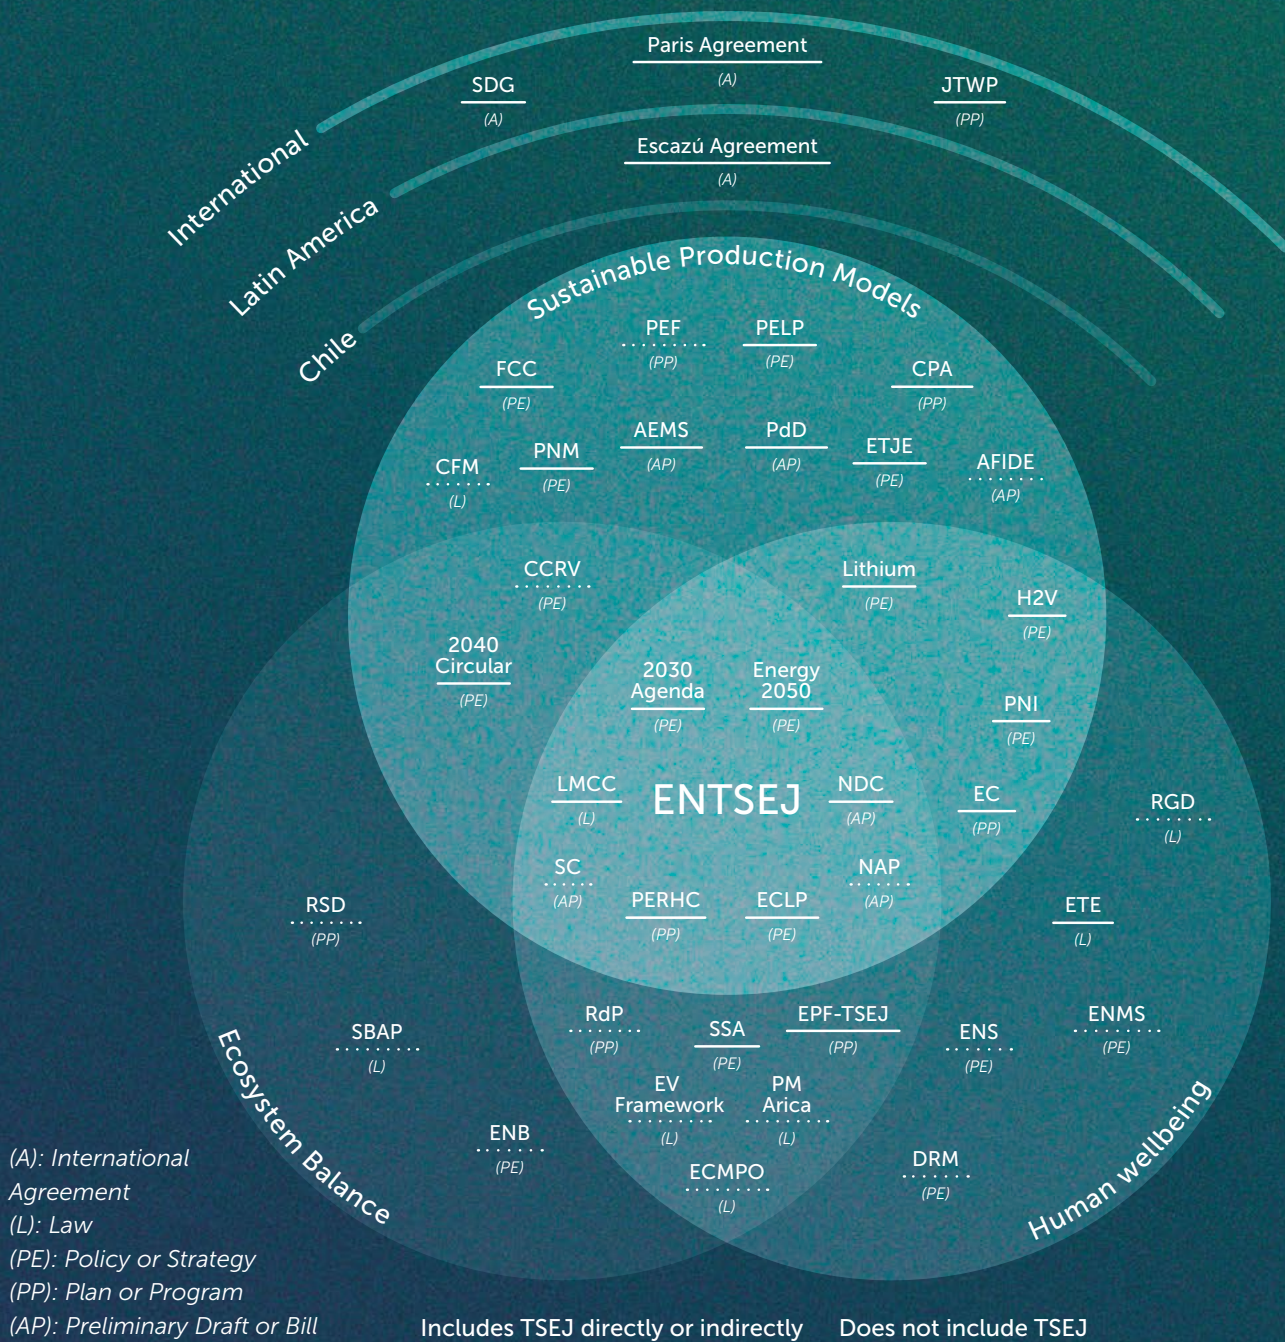 Paris Agreement
(A)
SDG
(A)
JTWP
(PP)
International
Escazú Agreement
(A)
Latin America
Chile
Sustainable Production Models
PEF
(PP)
PELP
(PE)
FCC
(PE)
CPA
(PP)
AEMS
(AP)
PdD
(AP)
PNM
(PE)
ETJE
(PE)
CFM
(L)
AFIDE
(AP)
CCRV
(PE)
Lithium
(PE)
H2V
(PE)
2040
Circular
(PE)
2030
Agenda
(PE)
Energy
2050
(PE)
PNI
(PE)
LMCC
(L)
ENTSEJ
NDC
(AP)
EC
(PP)
RGD
(L)
SC
(AP)
NAP
(AP)
PERHC
(PP)
ECLP
(PE)
RSD
(PP)
ETE
(L)
RdP
(PP)
SSA
(PE)
EPF-TSEJ
(PP)
ENS
(PE)
ENMS
(PE)
SBAP
(L)
EV
Framework
(L)
PM
Arica
(L)
ENB
(PE)
ECMPO
(L)
DRM
(PE)
Ecosystem Balance
Human wellbeing
(A): International
Agreement
(L): Law
(PE): Policy or Strategy
(PP): Plan or Program
(AP): Preliminary Draft or Bill
Includes TSEJ directly or indirectly
Does not include TSEJ